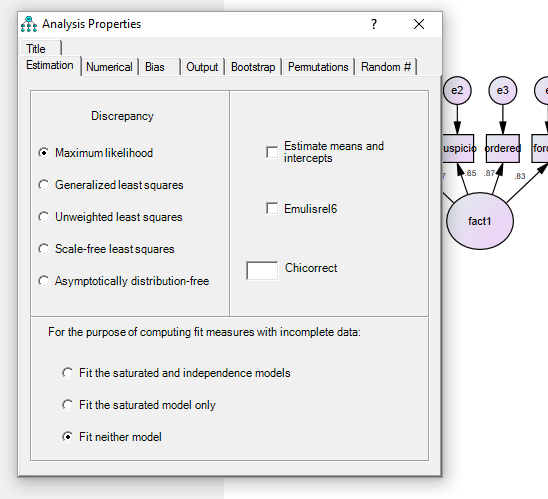 Analysis Properties
?
Title
Estimation
Numerical
Bias
Output
Bootstrap
Permutations
Random #
Discrepancy
Maximum likelihood
Generalized least squares
Unweighted least squares
Scale-free least squares
Asymptotically distribution-free
Estimate means and
intercepts
Emulisrel6
Chicorrect
For the purpose of computing fit measures with incomplete data:
Fit the saturated and independence models
Fit the saturated model only
Fit neither model
e2
e3
e
uspicio
ordered
forc
7
.65
.87
.83
fact1